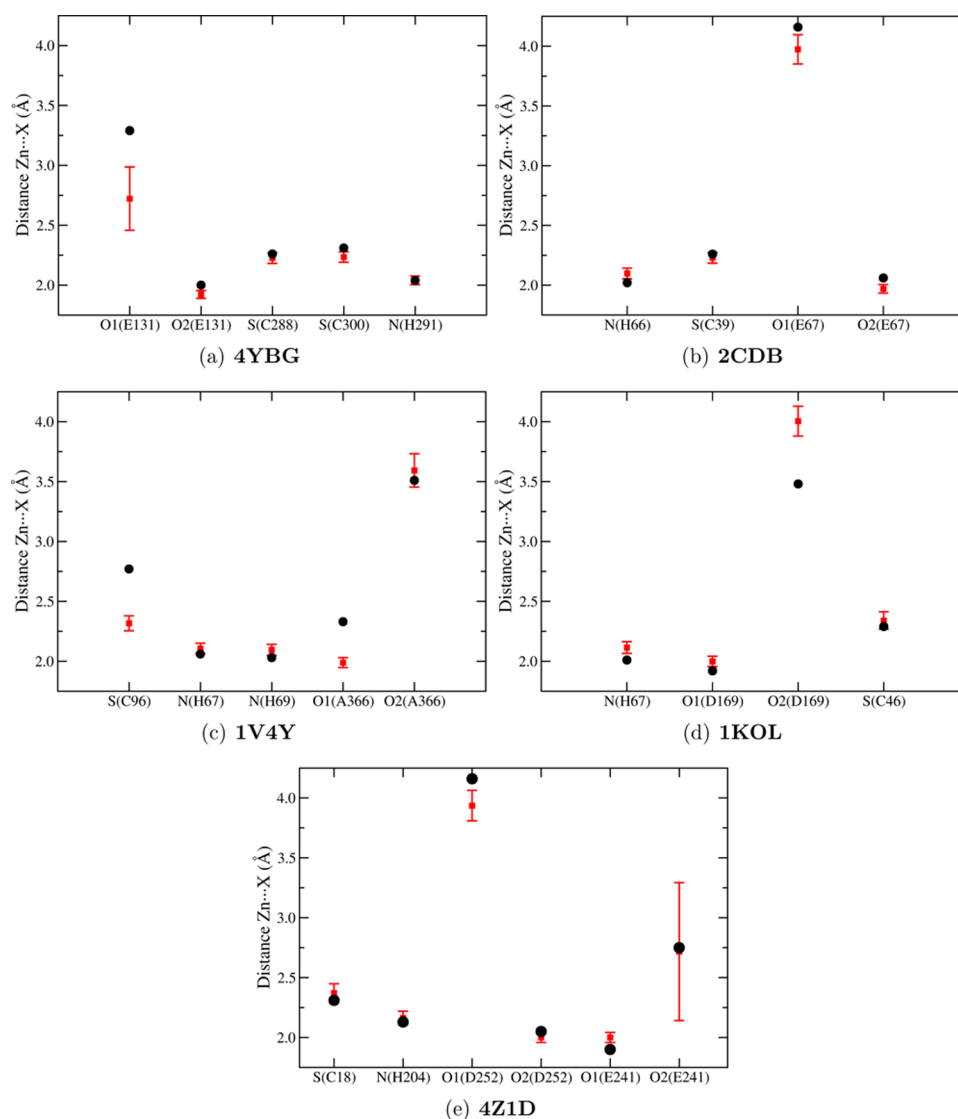 Distance Zn···X (Å)
4.0
3.5
3.0
2.5
2.0
O1(E131) O2(E131) S(C288) S(C300) N(H291)
(a) 4YBG
Distance Zn···X (Å)
4.0
3.5
3.0
2.5
2.0
N(H66) S(C39) O1(E67) O2(E67)
(b) 2CDB
Distance Zn···X (Å)
4.0
3.5
3.0
2.5
2.0
S(C96) N(H67) N(H69) O1(A366) O2(A366)
(c) 1V4Y
Distance Zn···X (Å)
4.0
3.5
3.0
2.5
2.0
N(H67) O1(D169) O2(D169) S(C46)
(d) 1KOL
Distance Zn···X (Å)
4.0
3.5
3.0
2.5
2.0
S(C18) N(H204) O1(D252) O2(D252) O1(E241) O2(E241)
(e) 4Z1D